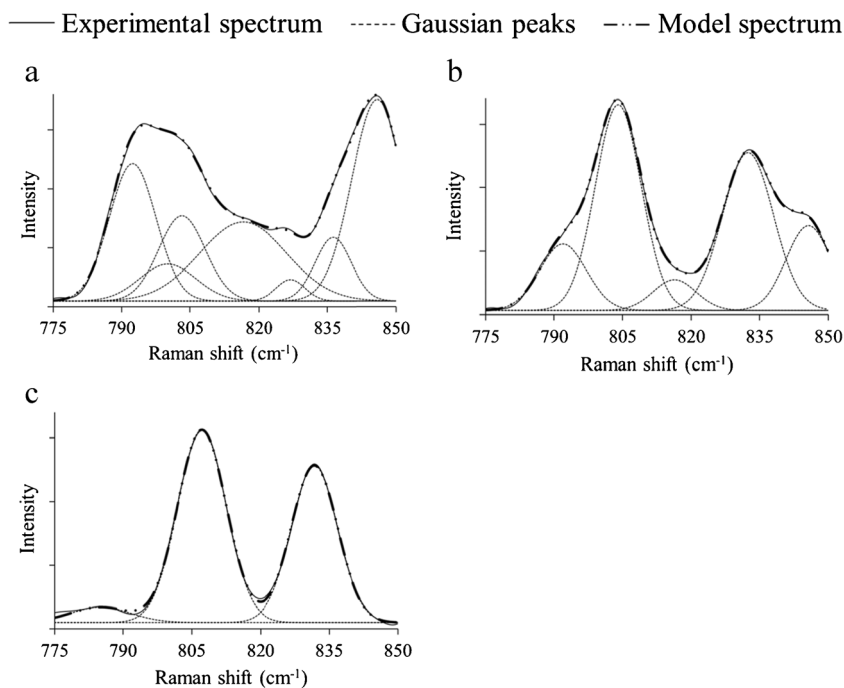 Experimental spectrum Gaussian peaks Model spectrum
a
Intensity
775 790 805 820 835 850
Raman shift (cm-1)
b
Intensity
775 790 805 820 835 850
Raman shift (cm-1)
c
Intensity
775 790 805 820 835 850
Raman shift (cm-1)